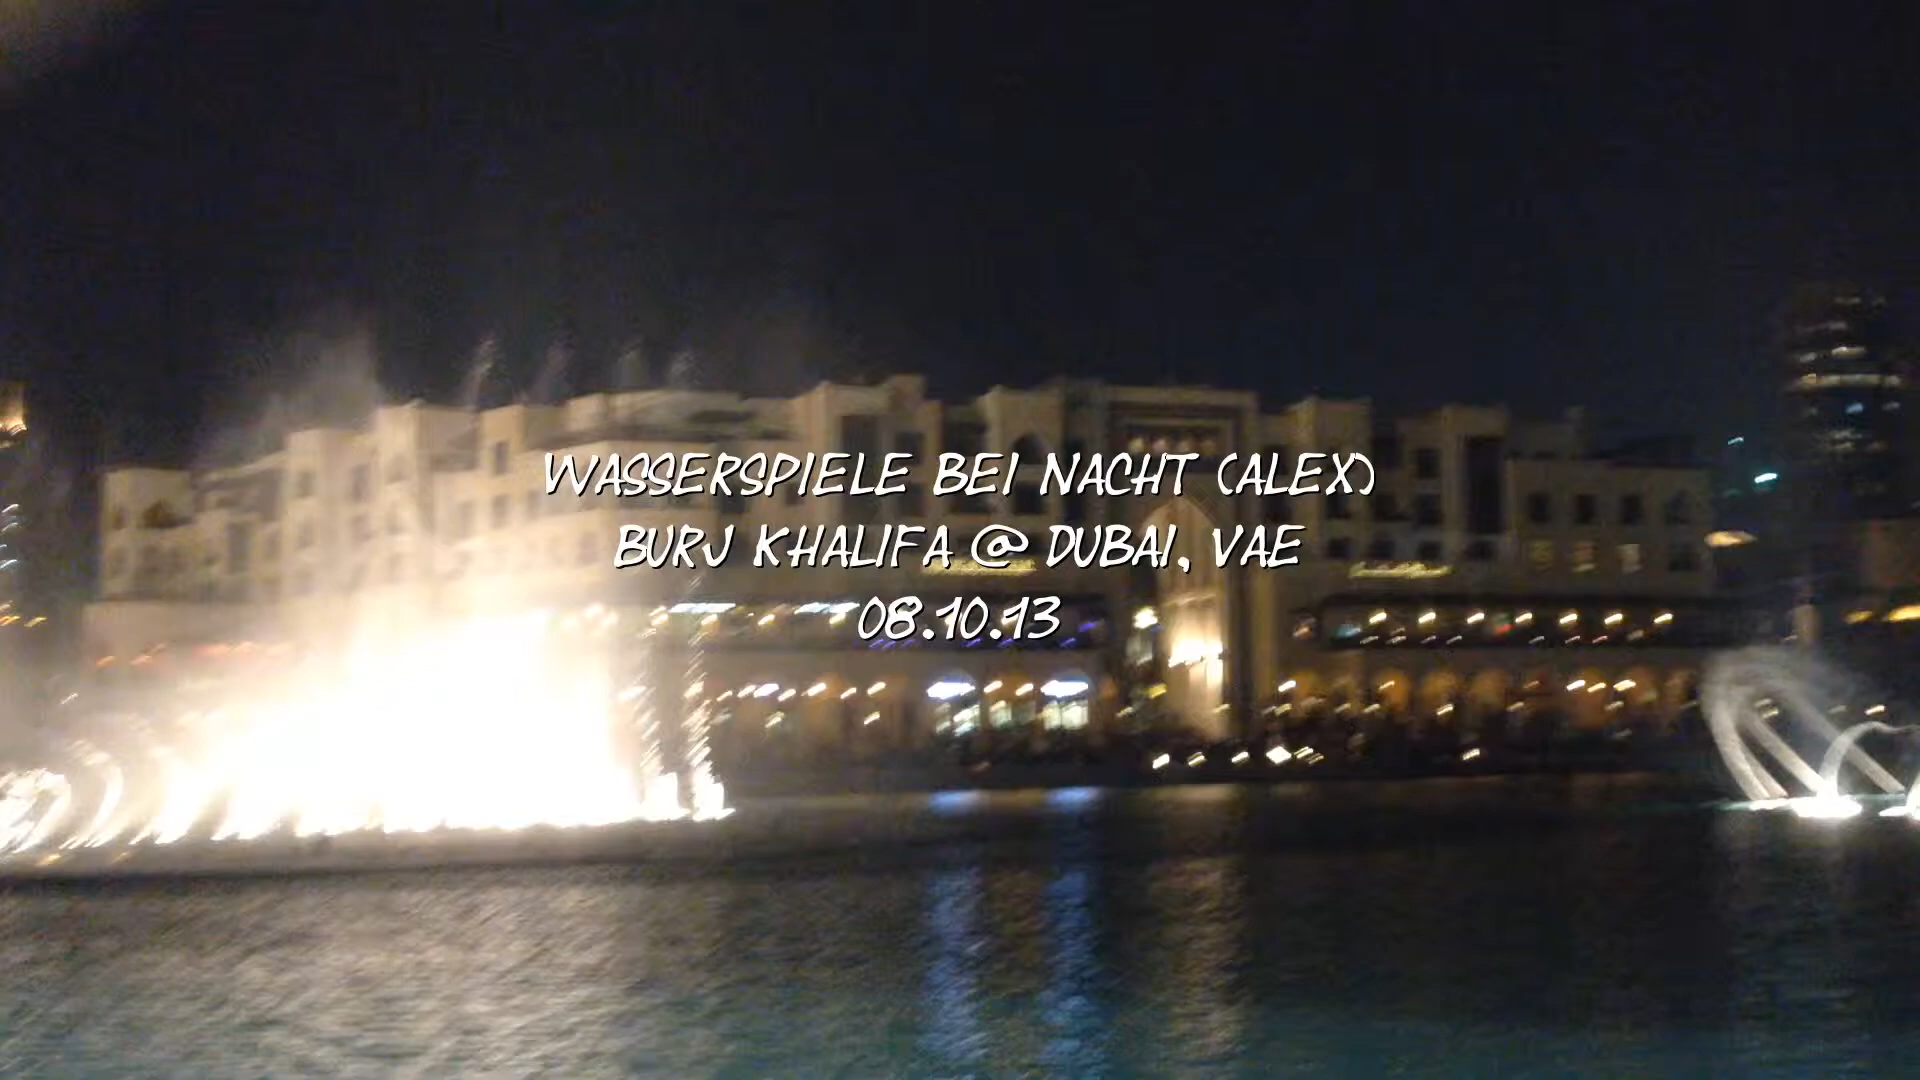 WASSERSPIELE BEI NACHT (ALEX)
BURJ KHALIFA @ DUBAI, VAE
08.10.13